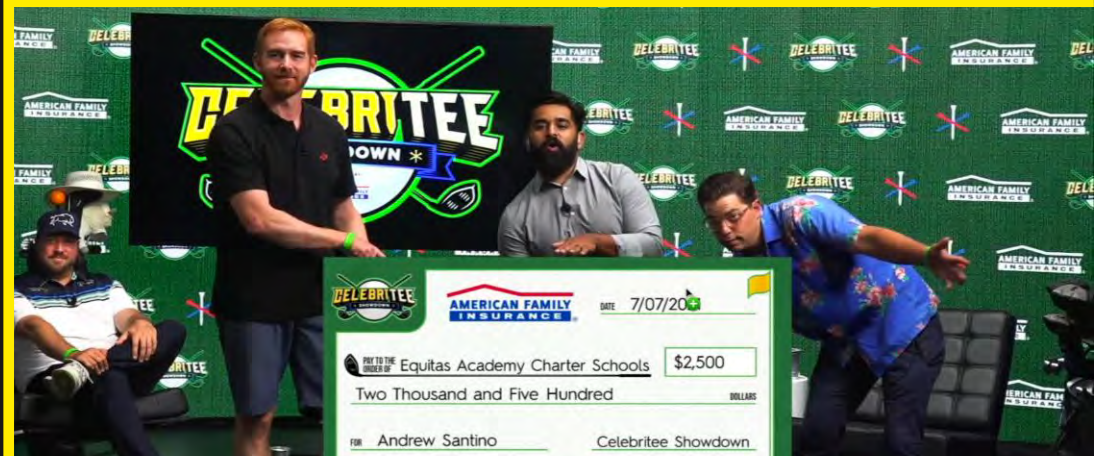 CELEBRITEE
SHOWDOWN
AMERICAN FAMILY
INSURANCE
DATE 7/07/20
PAY TO THE
ORDER OF Equitas Academy Charter Schools $2,500
Two Thousand and Five Hundred DOLLARS
FOR Andrew Santino Celebritee Showdown
AMERICAN FAMILY
INSURANCE
CELEBRITEE